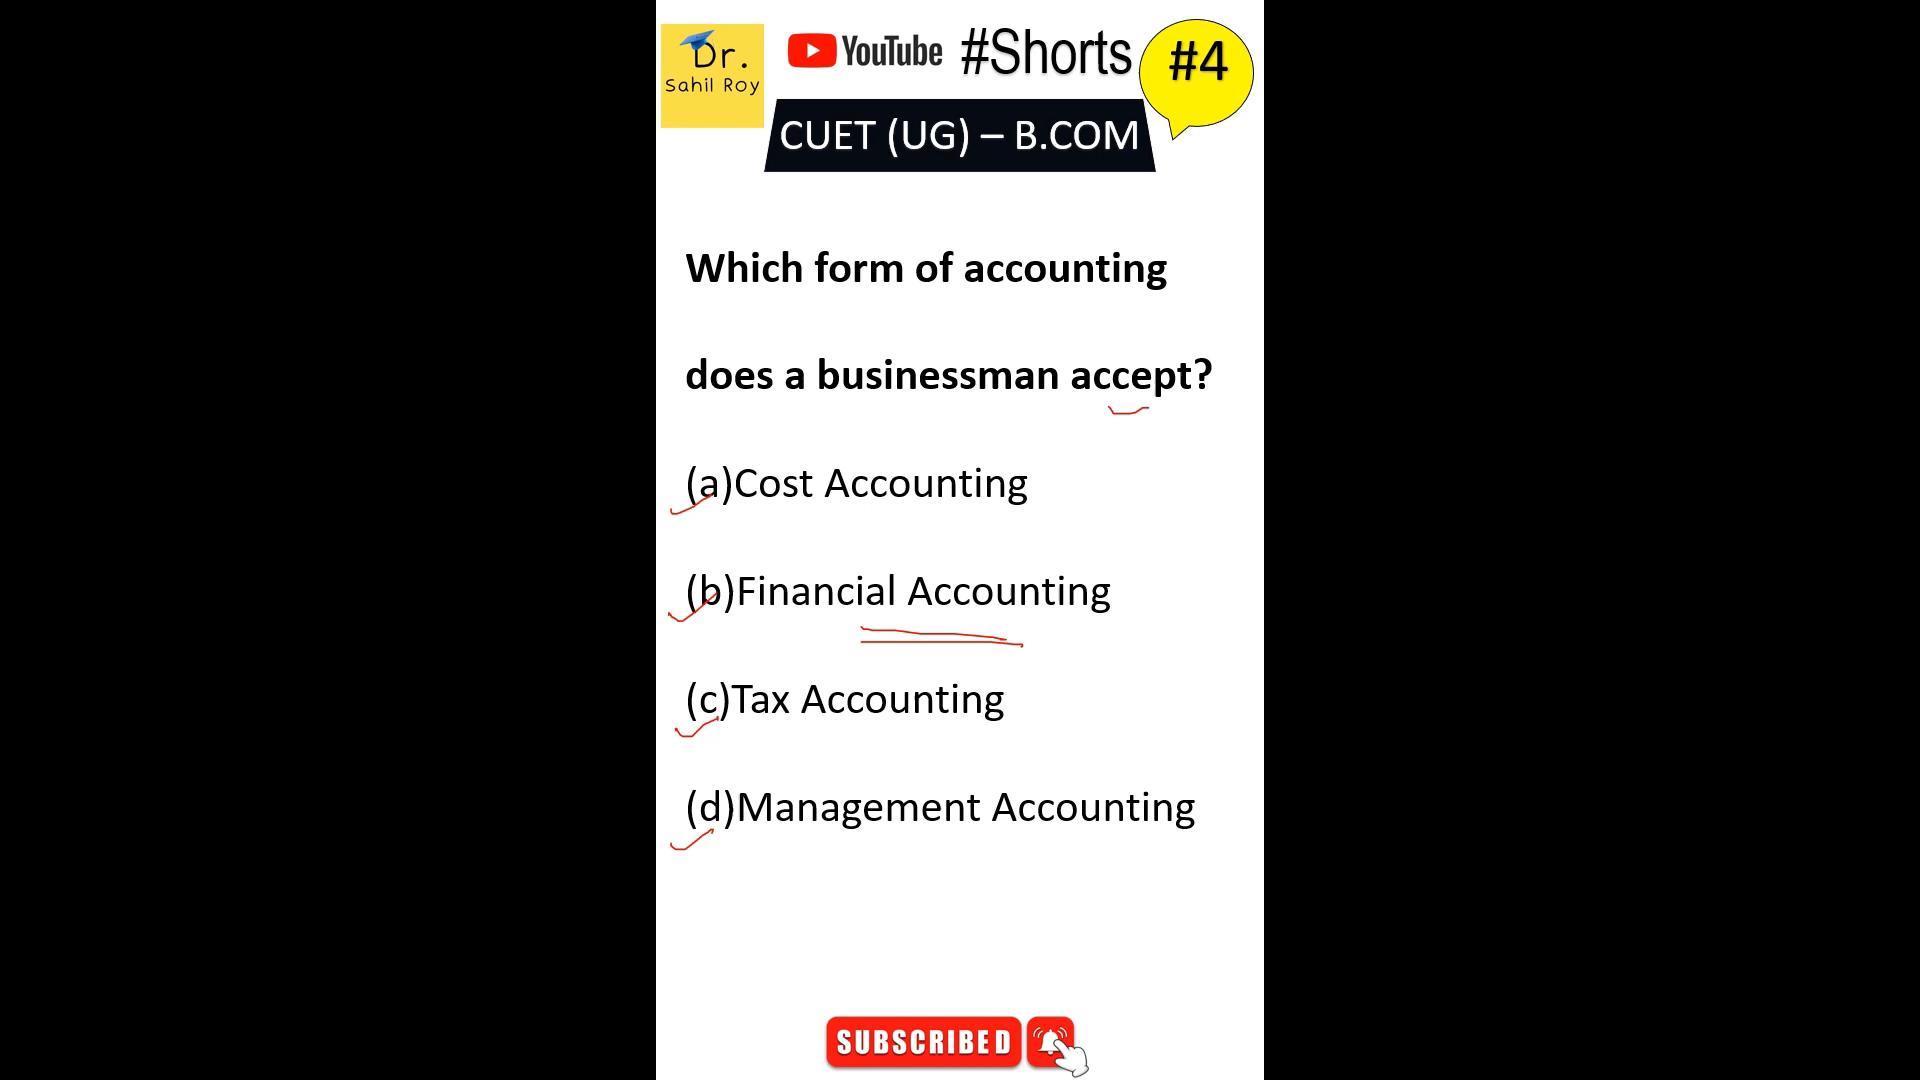 Dr.
Sahil Roy
YouTube #Shorts
#4
CUET (UG) – B.COM
Which form of accounting
does a businessman accept?
(a)Cost Accounting
(b)Financial Accounting
(c)Tax Accounting
(d)Management Accounting
SUBSCRIBED